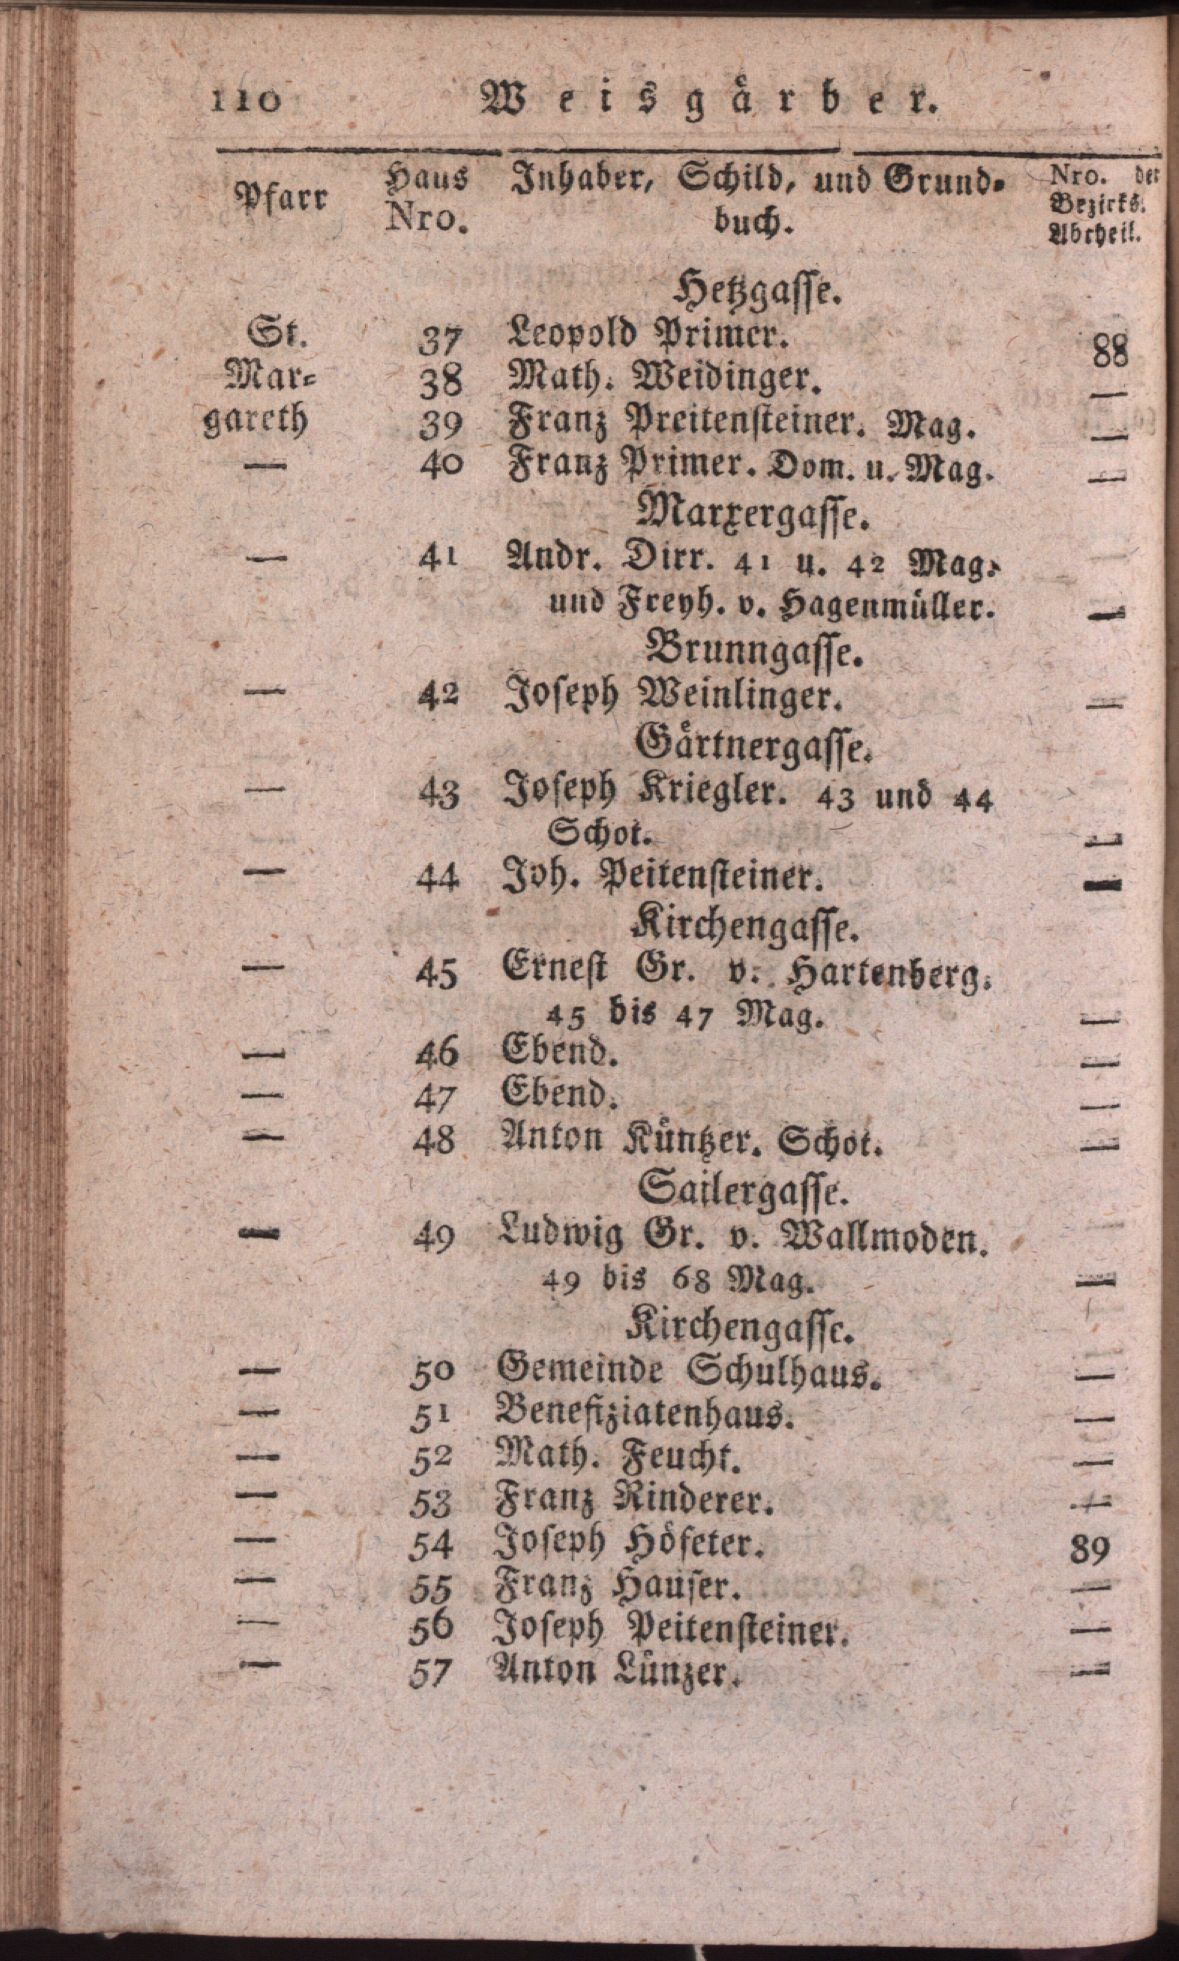 110 Weisgärber.
Pfarr Haus Nro. Inhaber, Schild, und Grund-
buch. Nro. der Bezirks. Abtheil.
Hetzgasse.
St. 37 Leopold Primer. 88
Mar- 38 Math. Weidinger. —
gareth 39 Franz Preitensteiner. Mag. —
— 40 Franz Primer. Dom. u. Mag. —
Marxergasse.
— 41 Andr. Dirr. 41 u. 42 Mag.
und Freyh. v. Hagenmüller. —
Brunngasse.
— 42 Joseph Weinlinger. —
Gärtnergasse.
— 43 Joseph Kriegler. 43 und 44
Schot. —
— 44 Joh. Peitensteiner. —
Kirchengasse.
— 45 Ernest Gr. v. Hartenberg.
45 bis 47 Mag. —
— 46 Ebend. —
— 47 Ebend. —
— 48 Anton Küntzer. Schot. —
Sailergasse.
— 49 Ludwig Gr. v. Wallmoden.
49 bis 68 Mag. —
Kirchengasse.
— 50 Gemeinde Schulhaus. —
— 51 Benefiziatenhaus. —
— 52 Math. Feucht. —
— 53 Franz Rinderer. —
— 54 Joseph Höfeter. 89
— 55 Franz Hauser. —
— 56 Joseph Peitensteiner. —
— 57 Anton Lünzer. —